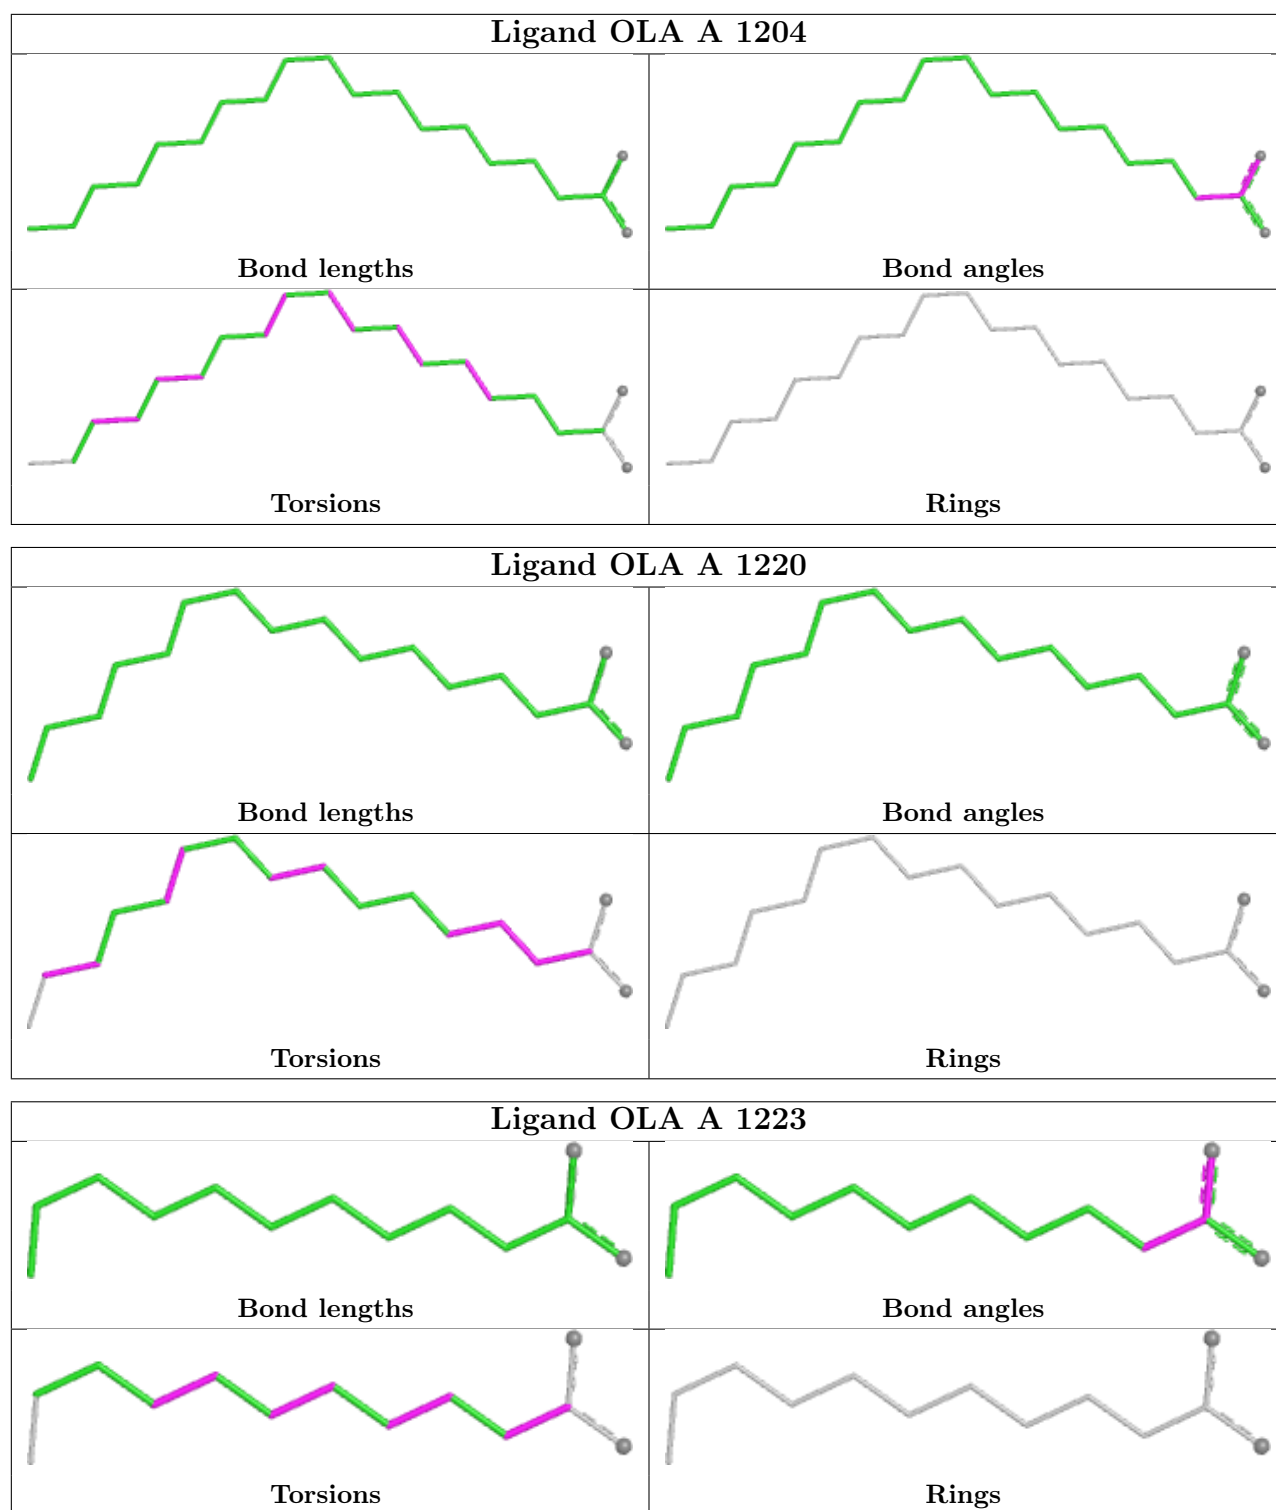 Ligand OLA A 1204
Bond lengths
Bond angles
Torsions
Rings
Ligand OLA A 1220
Bond lengths
Bond angles
Torsions
Rings
Ligand OLA A 1223
Bond lengths
Bond angles
Torsions
Rings